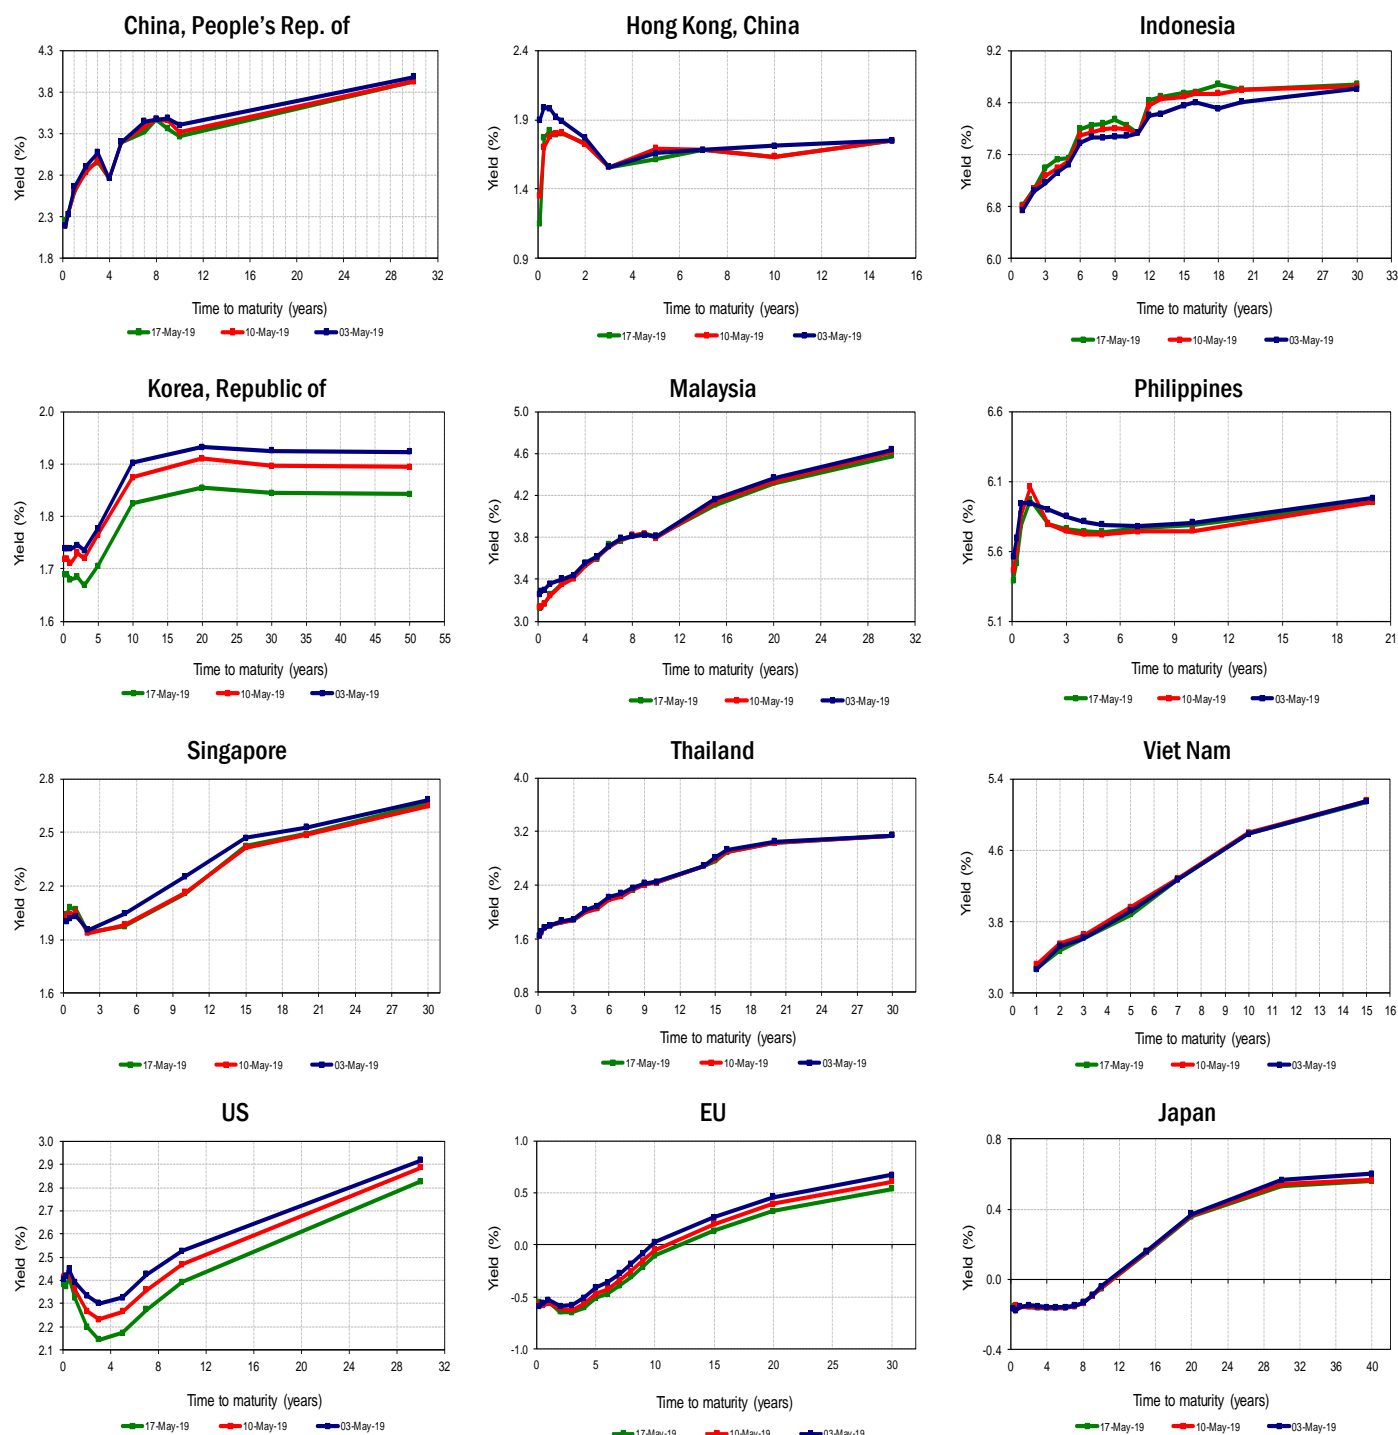 China, People's Rep. of
Yield (%)
4.3
3.8
3.3
2.8
2.3
1.8
0 4 8 12 16 20 24 28 32
Time to maturity (years)
17-May-19 10-May-19 03-May-19
Hong Kong, China
Yield (%)
2.4
1.9
1.4
0.9
0 2 4 6 8 10 12 14 16
Time to maturity (years)
17-May-19 10-May-19 03-May-19
Indonesia
Yield (%)
9.2
8.4
7.6
6.8
6.0
0 3 6 9 12 15 18 21 24 27 30 33
Time to maturity (years)
17-May-19 10-May-19 03-May-19
Korea, Republic of
Yield (%)
2.0
1.9
1.8
1.7
1.6
0 5 10 15 20 25 30 35 40 45 50 55
Time to maturity (years)
17-May-19 10-May-19 03-May-19
Malaysia
Yield (%)
5.0
4.6
4.2
3.8
3.4
3.0
0 4 8 12 16 20 24 28 32
Time to maturity (years)
17-May-19 10-May-19 03-May-19
Philippines
Yield (%)
6.6
6.1
5.6
5.1
0 3 6 9 12 15 18 21
Time to maturity (years)
17-May-19 10-May-19 03-May-19
Singapore
Yield (%)
2.8
2.5
2.2
1.9
1.6
0 3 6 9 12 15 18 21 24 27 30
Time to maturity (years)
17-May-19 10-May-19 03-May-19
Thailand
Yield (%)
4.0
3.2
2.4
1.6
0.8
0 3 6 9 12 15 18 21 24 27 30
Time to maturity (years)
17-May-19 10-May-19 03-May-19
Viet Nam
Yield (%)
5.4
4.6
3.8
3.0
0 1 2 3 4 5 6 7 8 9 10 11 12 13 14 15 16
Time to maturity (years)
17-May-19 10-May-19 03-May-19
US
Yield (%)
3.0
2.9
2.8
2.7
2.6
2.5
2.4
2.3
2.2
2.1
0 4 8 12 16 20 24 28 32
Time to maturity (years)
17-May-19 10-May-19 03-May-19
EU
Yield (%)
1.0
0.5
0.0
-0.5
-1.0
0 5 10 15 20 25 30
Time to maturity (years)
17-May-19 10-May-19 03-May-19
Japan
Yield (%)
0.8
0.4
0.0
-0.4
0 4 8 12 16 20 24 28 32 36 40
Time to maturity (years)
17-May-19 10-May-19 03-May-19